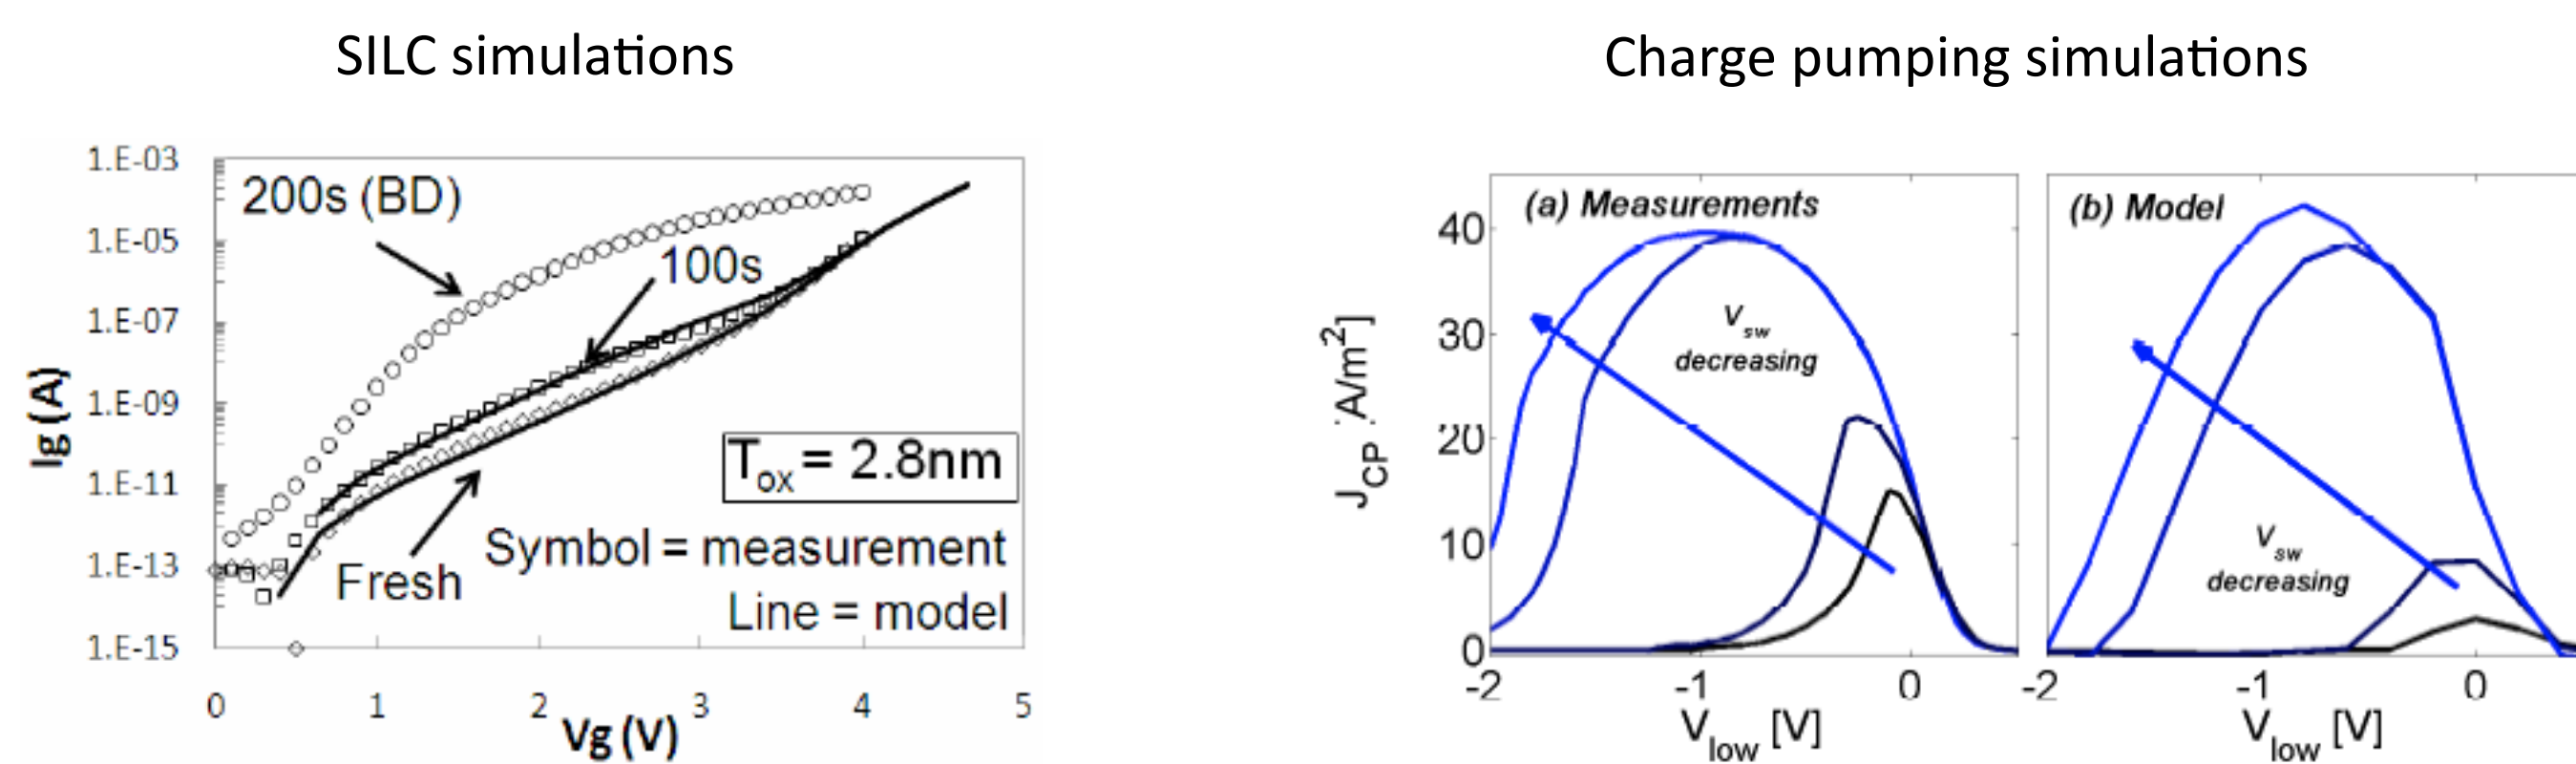 SILC simulations
Charge pumping simulations
1.E-03
1.E-05
1.E-07
1.E-09
1.E-11
1.E-13
1.E-15
Ig (A)
200s (BD)
100s
Tox = 2.8nm
Fresh
Symbol = measurement
Line = model
0 1 2 3 4 5
Vg (V)
(a) Measurements
40
30
20
10
0
JCP [A/m2]
Vsw
decreasing
-2 -1 0
Vlow [V]
(b) Model
Vsw
decreasing
-2 -1 0
Vlow [V]